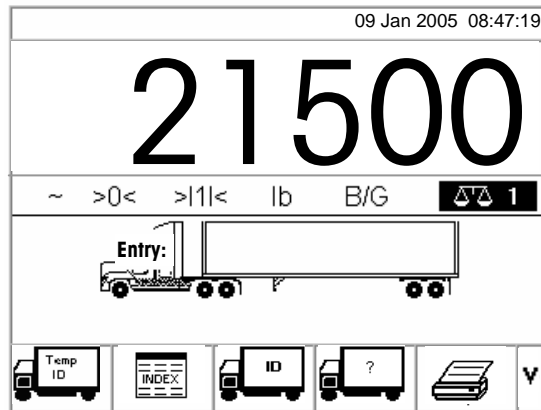 09 Jan 2005 08:47:19
21500
~ >0< >|1|< lb B/G 1
Entry:
Temp ID INDEX ID ? V